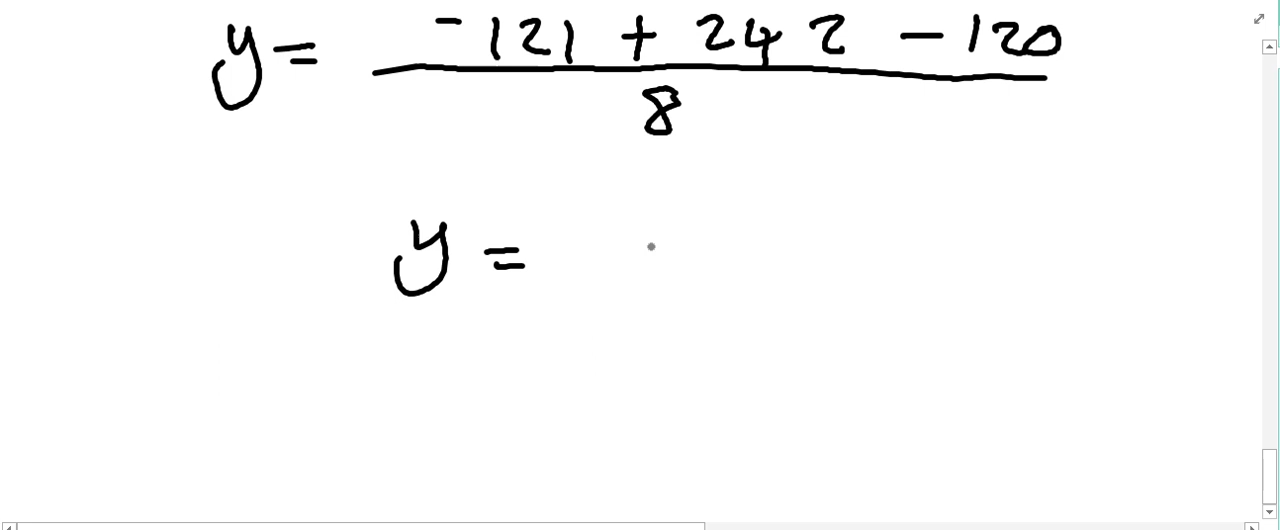 y = (-121 + 242 - 120) / 8
y =